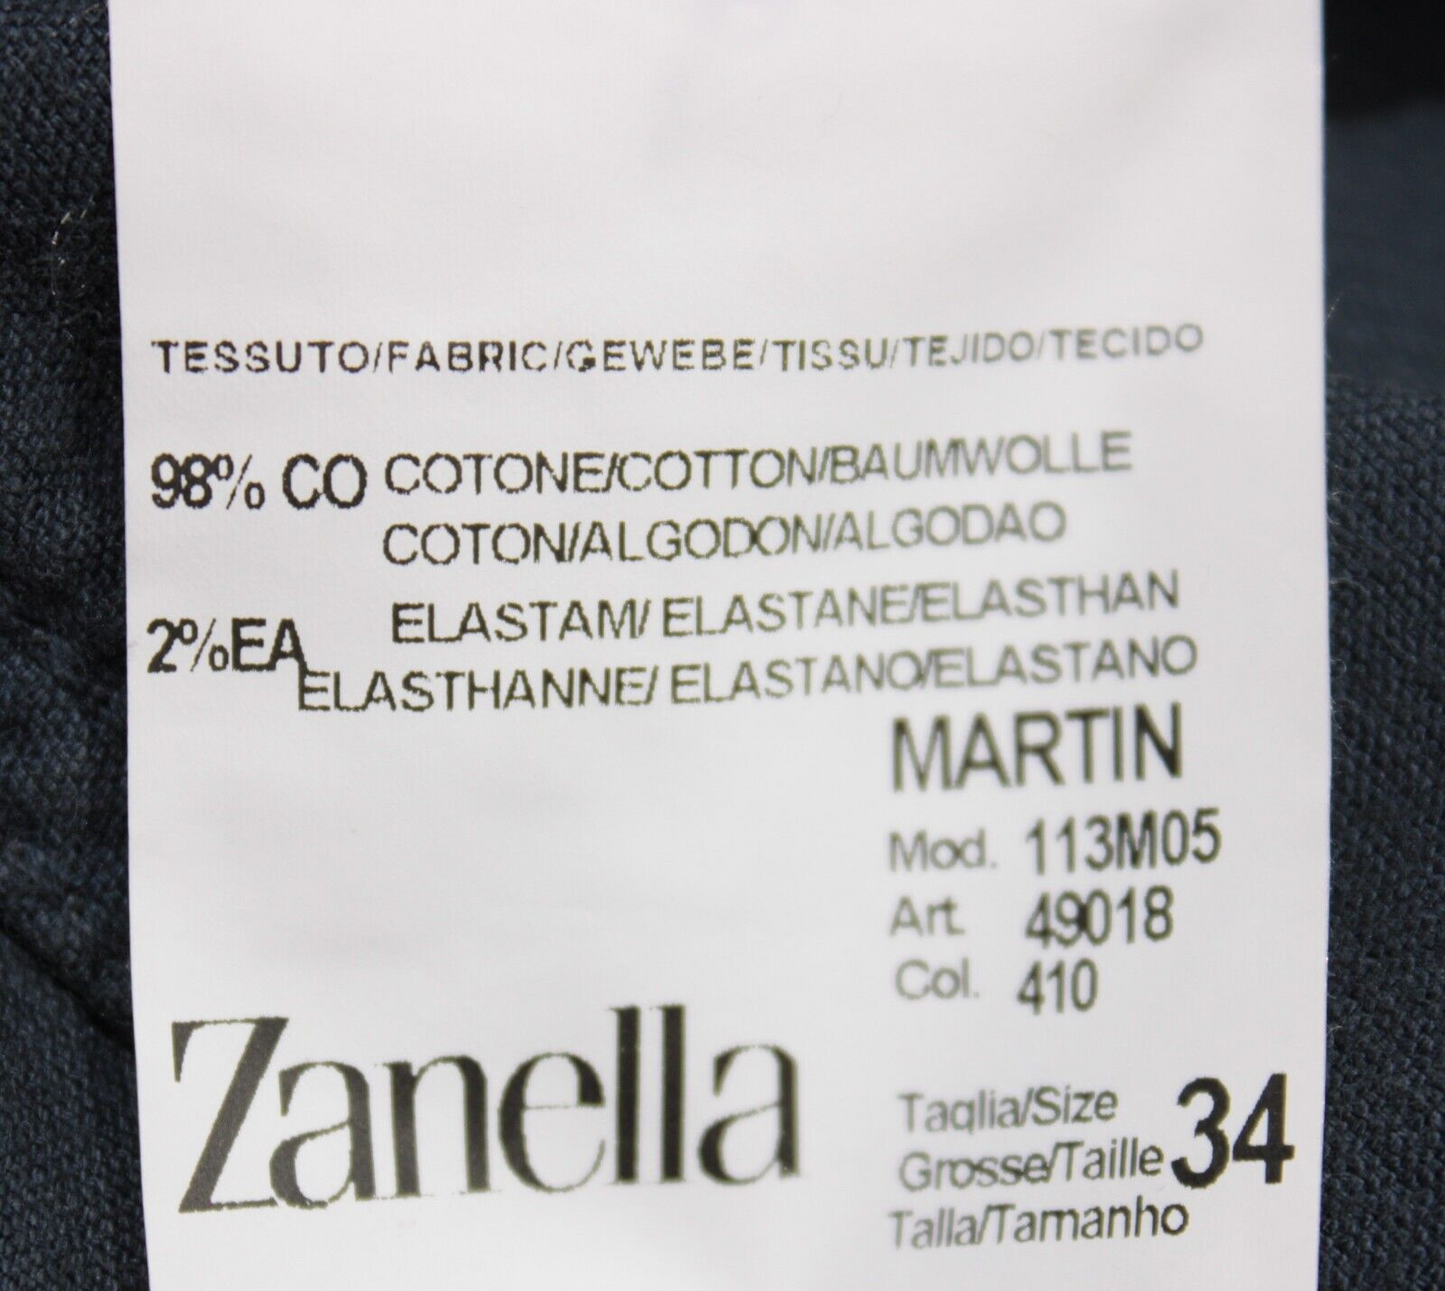 TESSUTO/FABRIC/GEWEBE/TISSU/TEJIDO/TECIDO
98% CO COTONE/COTTON/BAUMWOLLE
COTON/ALGODON/ALGODAO
2%EA ELASTAM/ ELASTANE/ELASTHAN
ELASTHANNE/ ELASTANO/ELASTANO
MARTIN
Mod. 113M05
Art. 49018
Col. 410
Zanella
Taglia/Size
Grosse/Taille 34
Talla/Tamanho